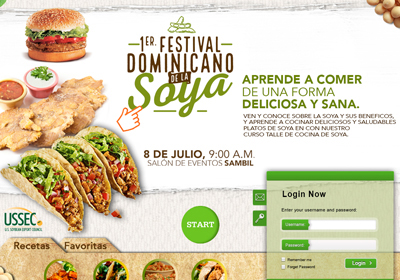 1ER. FESTIVAL
DOMINICANO
DE LA
Soya
APRENDE A COMER
DE UNA FORMA
DELICIOSA Y SANA.
VEN Y CONOCE SOBRE LA SOYA Y SUS BENEFICOS,
Y APRENDE A COCINAR DELICIOSOS Y SALUDABLES
PLATOS DE SOYA EN CON NUESTRO
CURSO TALLE DE COCINA DE SOYA.
8 DE JULIO, 9:00 A.M.
SALÓN DE EVENTOS SAMBIL
USSEC
U.S. SOYBEAN EXPORT COUNCIL
START
Recetas
Favoritas
Login Now
Enter your username and password.
Username
Password
Remember me
Forgot Password